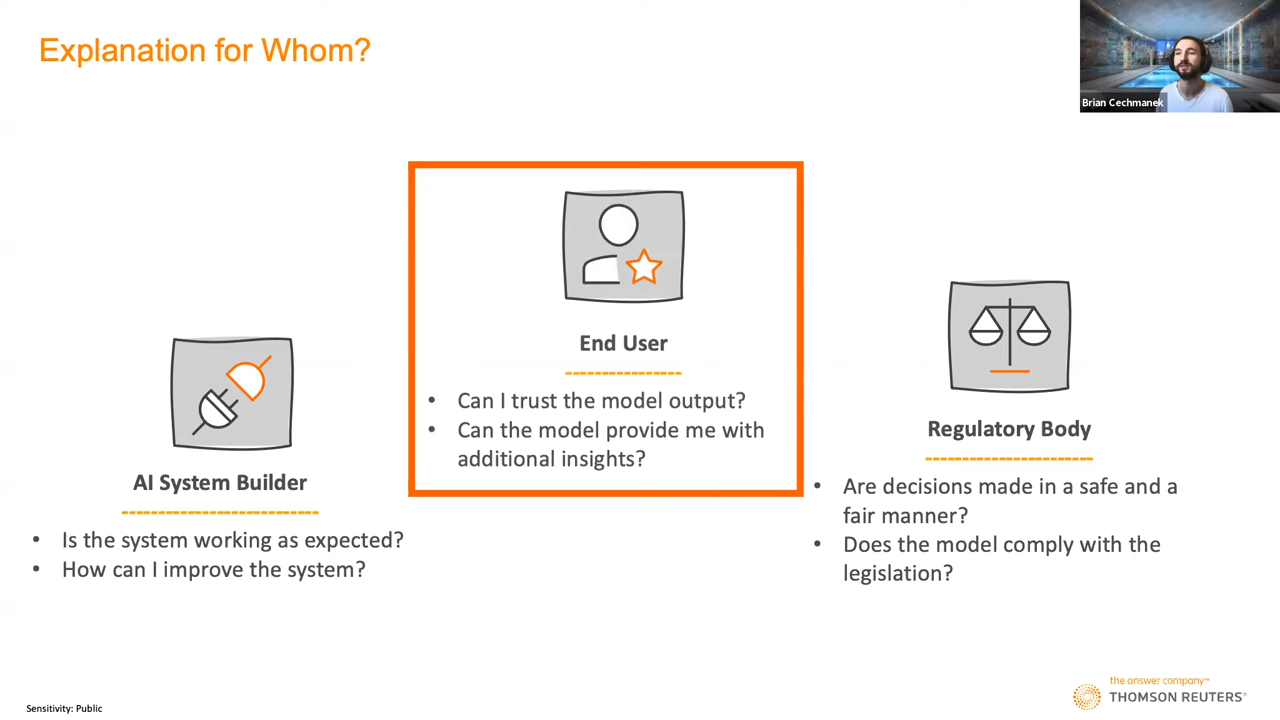 Explanation for Whom?
Brian Cechmanek
End User
• Can I trust the model output?
• Can the model provide me with
additional insights?
AI System Builder
• Is the system working as expected?
• How can I improve the system?
Regulatory Body
• Are decisions made in a safe and a
fair manner?
• Does the model comply with the
legislation?
Sensitivity: Public
the answer company™
THOMSON REUTERS®